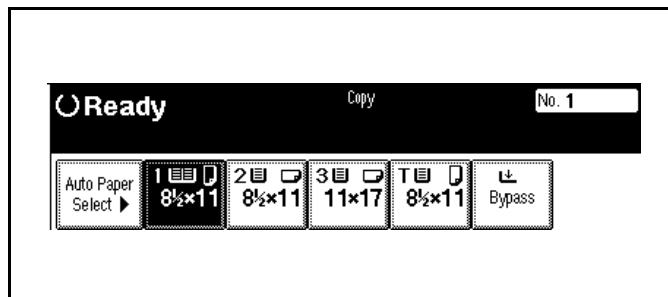 Ready
Copy
No. 1
Auto Paper
Select ▶
1
8½×11
2
8½×11
3
11×17
T
8½×11
Bypass